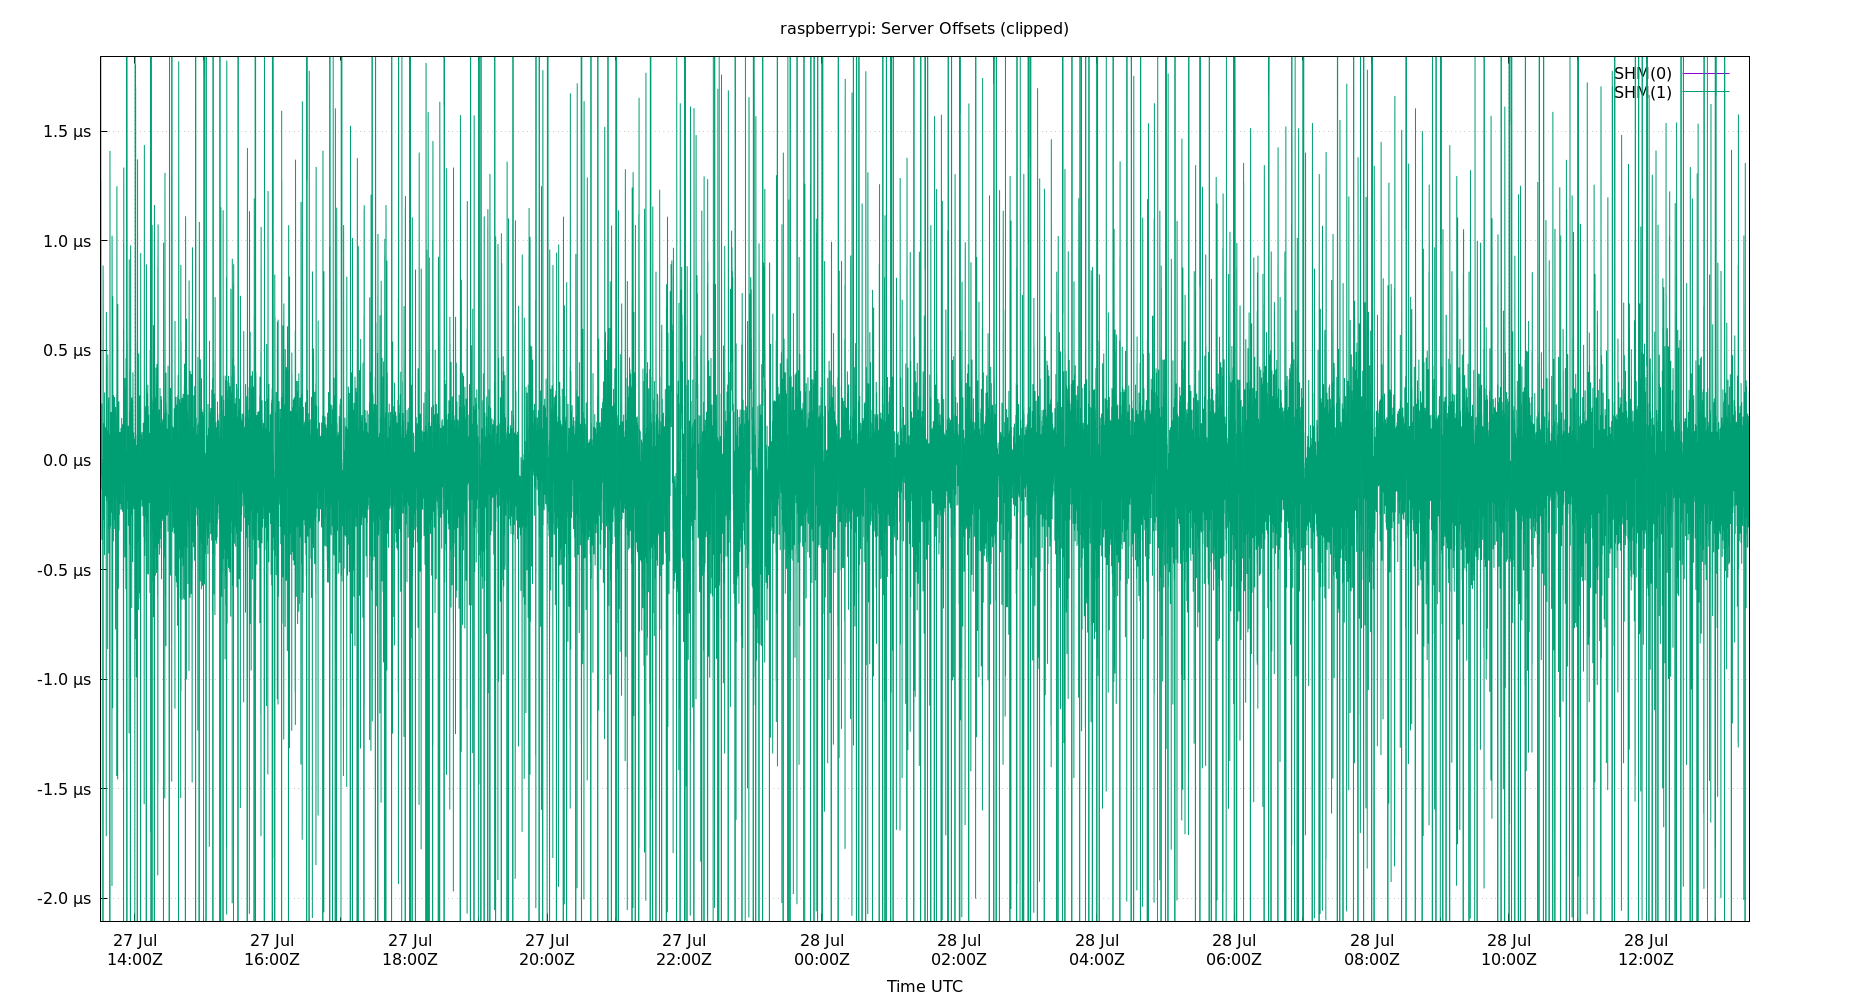 raspberrypi: Server Offsets (clipped)
SHM(0)
SHM(1)
1.5 µs
1.0 µs
0.5 µs
0.0 µs
-0.5 µs
-1.0 µs
-1.5 µs
-2.0 µs
27 Jul 27 Jul 27 Jul 27 Jul 27 Jul 28 Jul 28 Jul 28 Jul 28 Jul 28 Jul 28 Jul 28 Jul
14:00Z 16:00Z 18:00Z 20:00Z 22:00Z 00:00Z 02:00Z 04:00Z 06:00Z 08:00Z 10:00Z 12:00Z
Time UTC